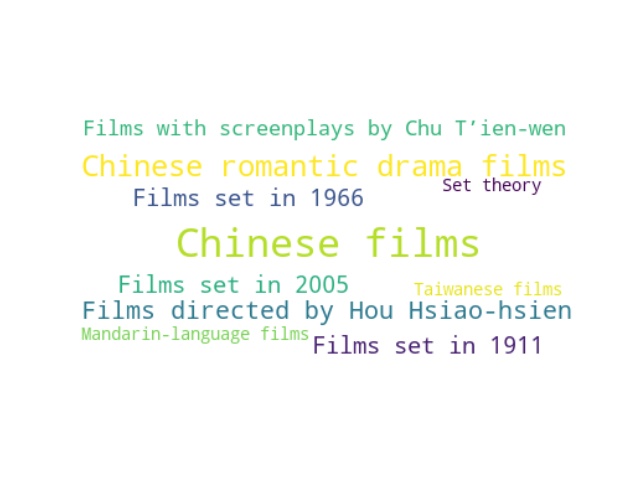 Films with screenplays by Chu T’ien-wen
Chinese romantic drama films
Set theory
Films set in 1966
Chinese films
Films set in 2005
Taiwanese films
Films directed by Hou Hsiao-hsien
Mandarin-language films
Films set in 1911